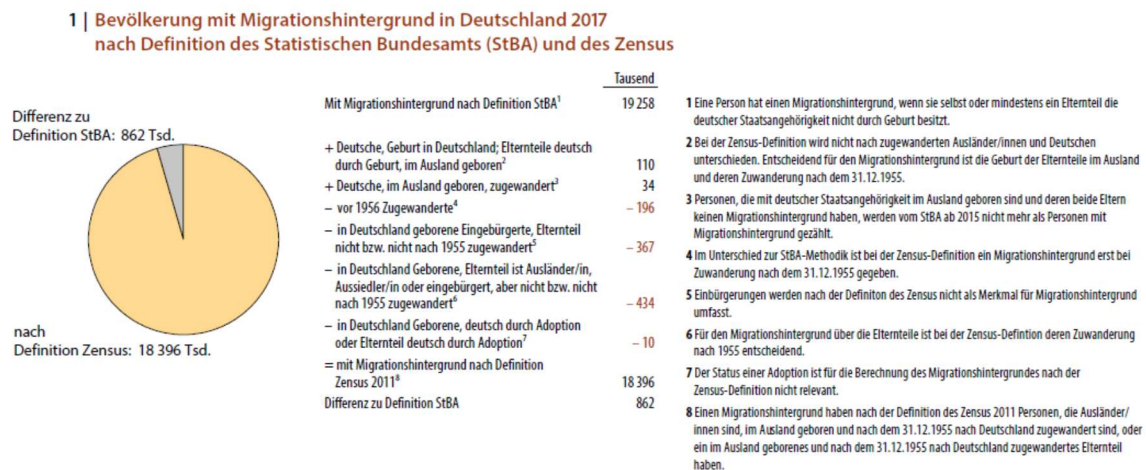 1 | Bevölkerung mit Migrationshintergrund in Deutschland 2017
nach Definition des Statistischen Bundesamts (StBA) und des Zensus
Differenz zu
Definition StBA: 862 Tsd.
nach
Definition Zensus: 18 396 Tsd.
Tausend
Mit Migrationshintergrund nach Definition StBA¹ 19 258
+ Deutsche, Geburt in Deutschland; Elternteile deutsch
durch Geburt, im Ausland geboren² 110
+ Deutsche, im Ausland geboren, zugewandert³ 34
– vor 1956 Zugewanderte⁴ – 196
– in Deutschland geborene Eingebürgerte, Elternteil
nicht bzw. nicht nach 1955 zugewandert⁵ – 367
– in Deutschland Geborene, Elternteil ist Ausländer/in,
Aussiedler/in oder eingebürgert, aber nicht bzw. nicht
nach 1955 zugewandert⁶ – 434
– in Deutschland Geborene, deutsch durch Adoption
oder Elternteil deutsch durch Adoption⁷ – 10
= mit Migrationshintergrund nach Definition
Zensus 2011⁸ 18 396
Differenz zu Definition StBA 862
1 Eine Person hat einen Migrationshintergrund, wenn sie selbst oder mindestens ein Elternteil die
deutscher Staatsangehörigkeit nicht durch Geburt besitzt.
2 Bei der Zensus-Definition wird nicht nach zugewanderten Ausländer/innen und Deutschen
unterschieden. Entscheidend für den Migrationshintergrund ist die Geburt der Elternteile im Ausland
und deren Zuwanderung nach dem 31.12.1955.
3 Personen, die mit deutscher Staatsangehörigkeit im Ausland geboren sind und deren beide Eltern
keinen Migrationshintergrund haben, werden vom StBA ab 2015 nicht mehr als Personen mit
Migrationshintergrund gezählt.
4 Im Unterschied zur StBA-Methodik ist bei der Zensus-Definition ein Migrationshintergrund erst bei
Zuwanderung nach dem 31.12.1955 gegeben.
5 Einbürgerungen werden nach der Definiton des Zensus nicht als Merkmal für Migrationshintergrund
umfasst.
6 Für den Migrationshintergrund über die Elternteile ist bei der Zensus-Defintion deren Zuwanderung
nach 1955 entscheidend.
7 Der Status einer Adoption ist für die Berechnung des Migrationshintergrundes nach der
Zensus-Definition nicht relevant.
8 Einen Migrationshintergrund haben nach der Definition des Zensus 2011 Personen, die Ausländer/
innen sind, im Ausland geboren und nach dem 31.12.1955 nach Deutschland zugewandert sind, oder
ein im Ausland geborenes und nach dem 31.12.1955 nach Deutschland zugewandertes Elternteil
haben.